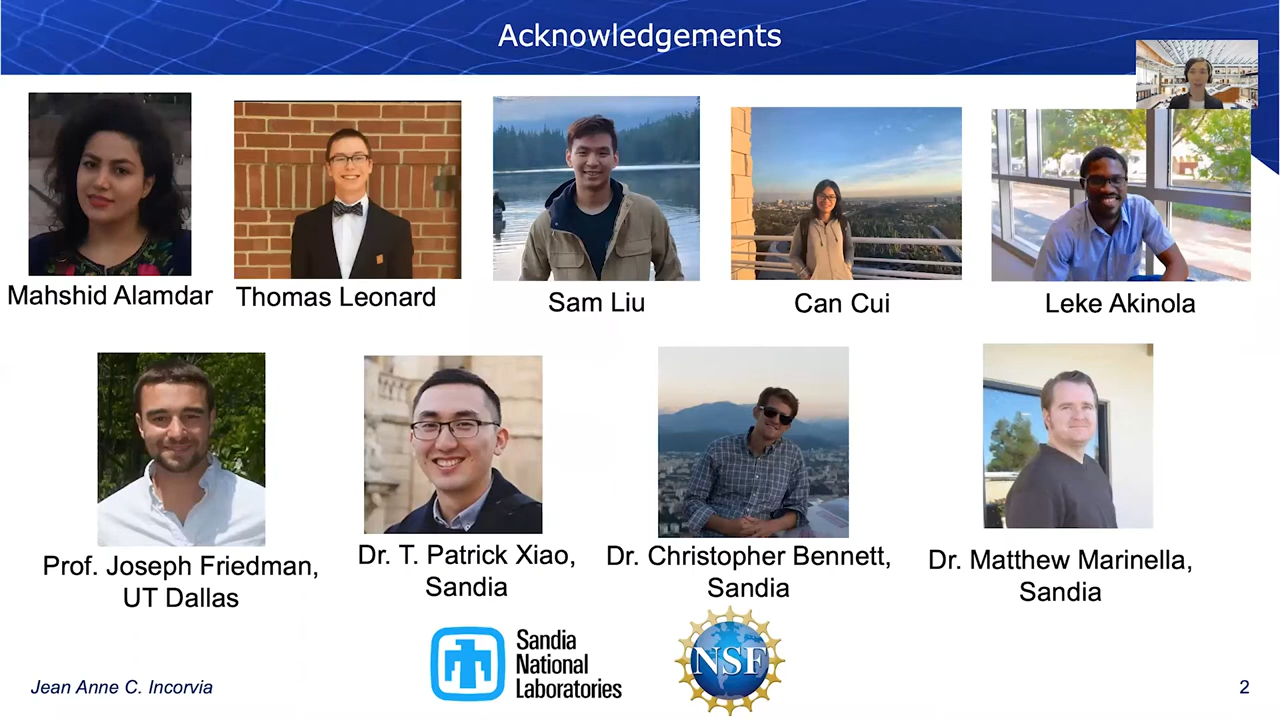 Acknowledgements
Mahshid Alamdar
Thomas Leonard
Sam Liu
Can Cui
Leke Akinola
Prof. Joseph Friedman,
UT Dallas
Dr. T. Patrick Xiao,
Sandia
Dr. Christopher Bennett,
Sandia
Dr. Matthew Marinella,
Sandia
Sandia
National
Laboratories
NSF
Jean Anne C. Incorvia
2